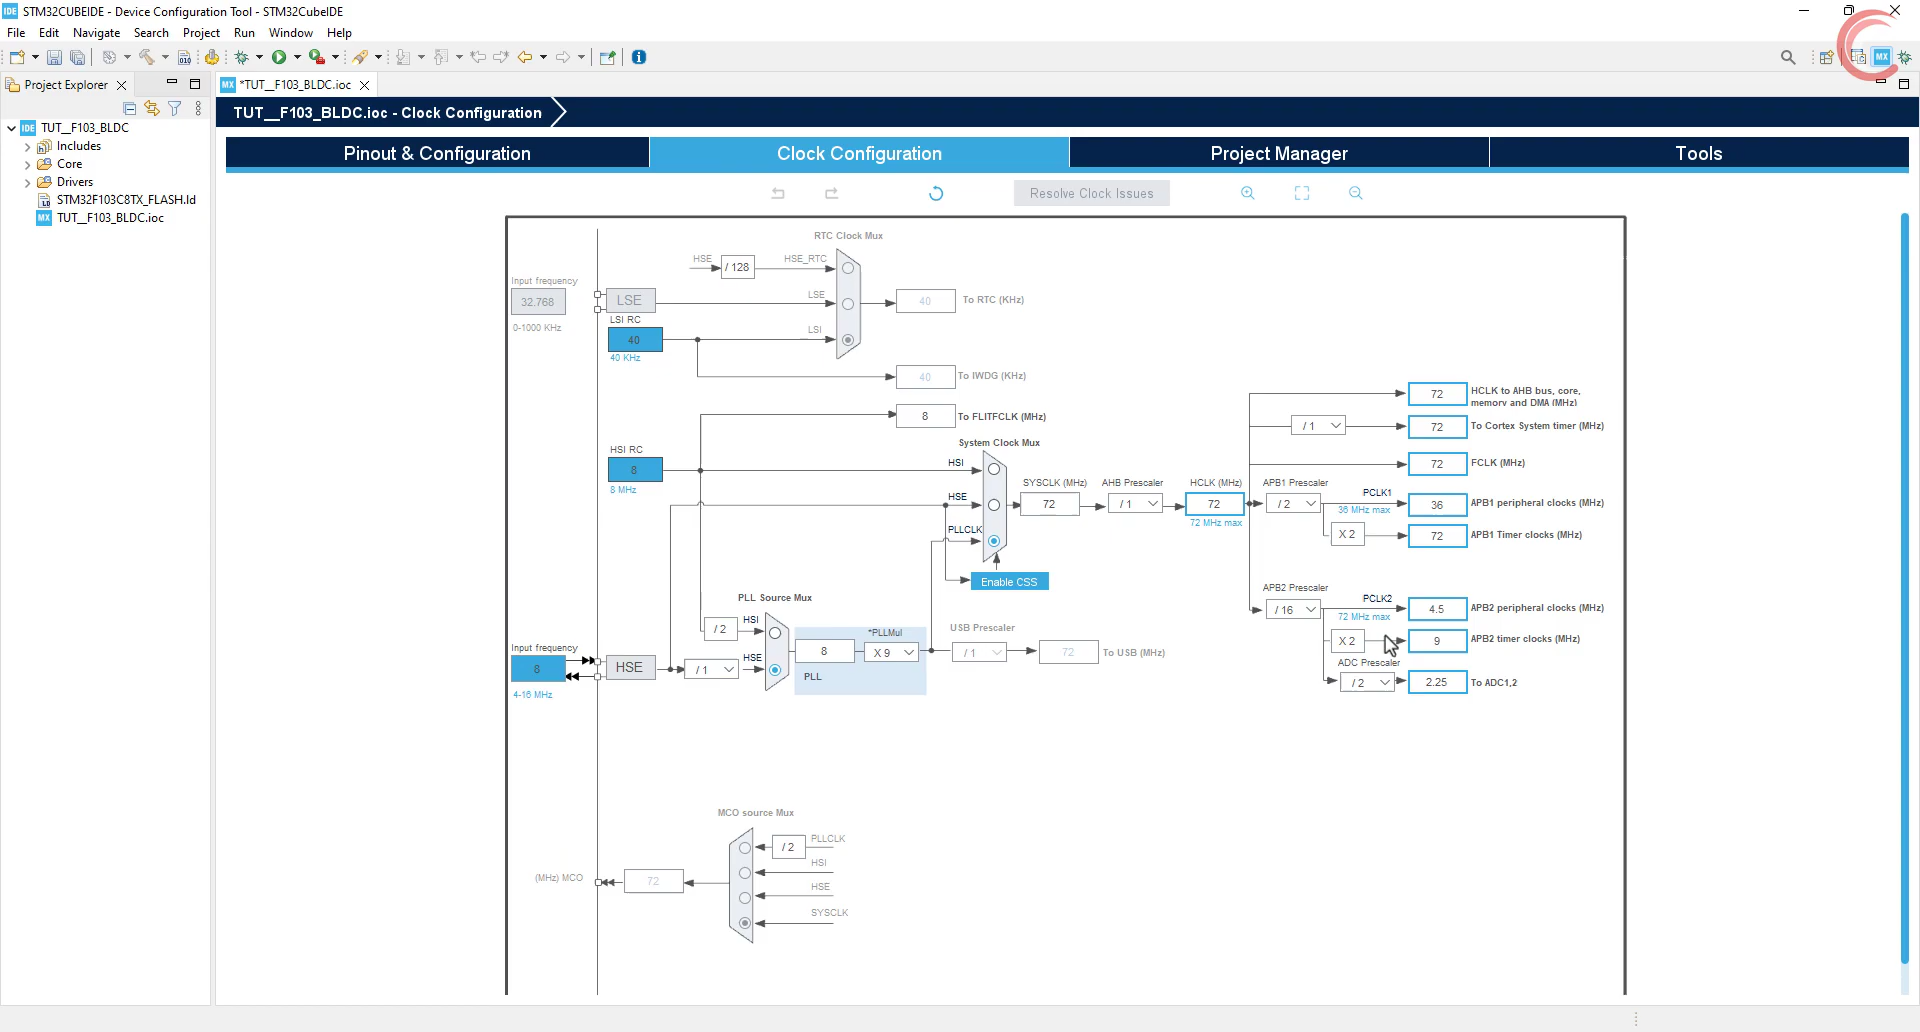 IDE STM32CUBEIDE - Device Configuration Tool - STM32CubeIDE
File Edit Navigate Search Project Run Window Help
010
MX
Project Explorer
MX *TUT__F103_BLDC.ioc
TUT__F103_BLDC.ioc - Clock Configuration
IDE TUT__F103_BLDC
Includes
Core
Drivers
STM32F103C8TX_FLASH.ld
MX TUT__F103_BLDC.ioc
Pinout & Configuration Clock Configuration Project Manager Tools
Resolve Clock Issues
RTC Clock Mux
HSE / 128 HSE_RTC
Input frequency
32.768 LSE LSE 40 To RTC (KHz)
0-1000 KHz
LSI RC
40 LSI
40 KHz
40 To IWDG (KHz)
8 To FLITFCLK (MHz)
System Clock Mux
HSI RC
8 HSI
8 MHz
HSE
PLLCLK
Enable CSS
SYSCLK (MHz) AHB Prescaler HCLK (MHz) APB1 Prescaler
72 / 1 72 / 2
72 MHz max
72 HCLK to AHB bus, core,
memory and DMA (MHz)
/ 1 72 To Cortex System timer (MHz)
72 FCLK (MHz)
PCLK1
36 MHz max 36 APB1 peripheral clocks (MHz)
X 2 72 APB1 Timer clocks (MHz)
APB2 Prescaler
/ 16 PCLK2
72 MHz max 4.5 APB2 peripheral clocks (MHz)
X 2 9 APB2 timer clocks (MHz)
ADC Prescaler
/ 2 2.25 To ADC1,2
PLL Source Mux
/ 2 HSI
Input frequency
8 HSE / 1 HSE
4-16 MHz
*PLLMul
8 X 9
PLL
USB Prescaler
/ 1 72 To USB (MHz)
MCO source Mux
/ 2 PLLCLK
HSI
HSE
SYSCLK
(MHz) MCO 72